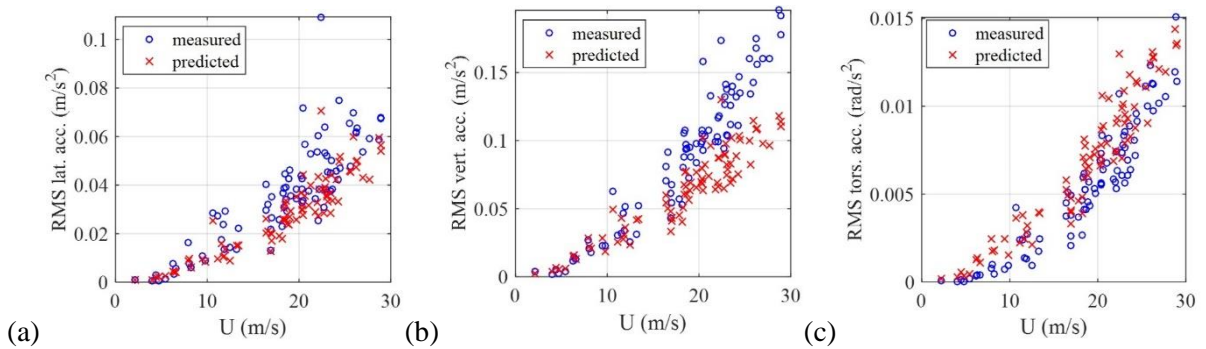 (a)
RMS lat. acc. (m/s²)
0.1
0.08
0.06
0.04
0.02
0
measured
predicted
0 10 20 30
U (m/s)
(b)
RMS vert. acc. (m/s²)
0.15
0.1
0.05
0
measured
predicted
0 10 20 30
U (m/s)
(c)
RMS tors. acc. (rad/s²)
0.015
0.01
0.005
0
measured
predicted
0 10 20 30
U (m/s)